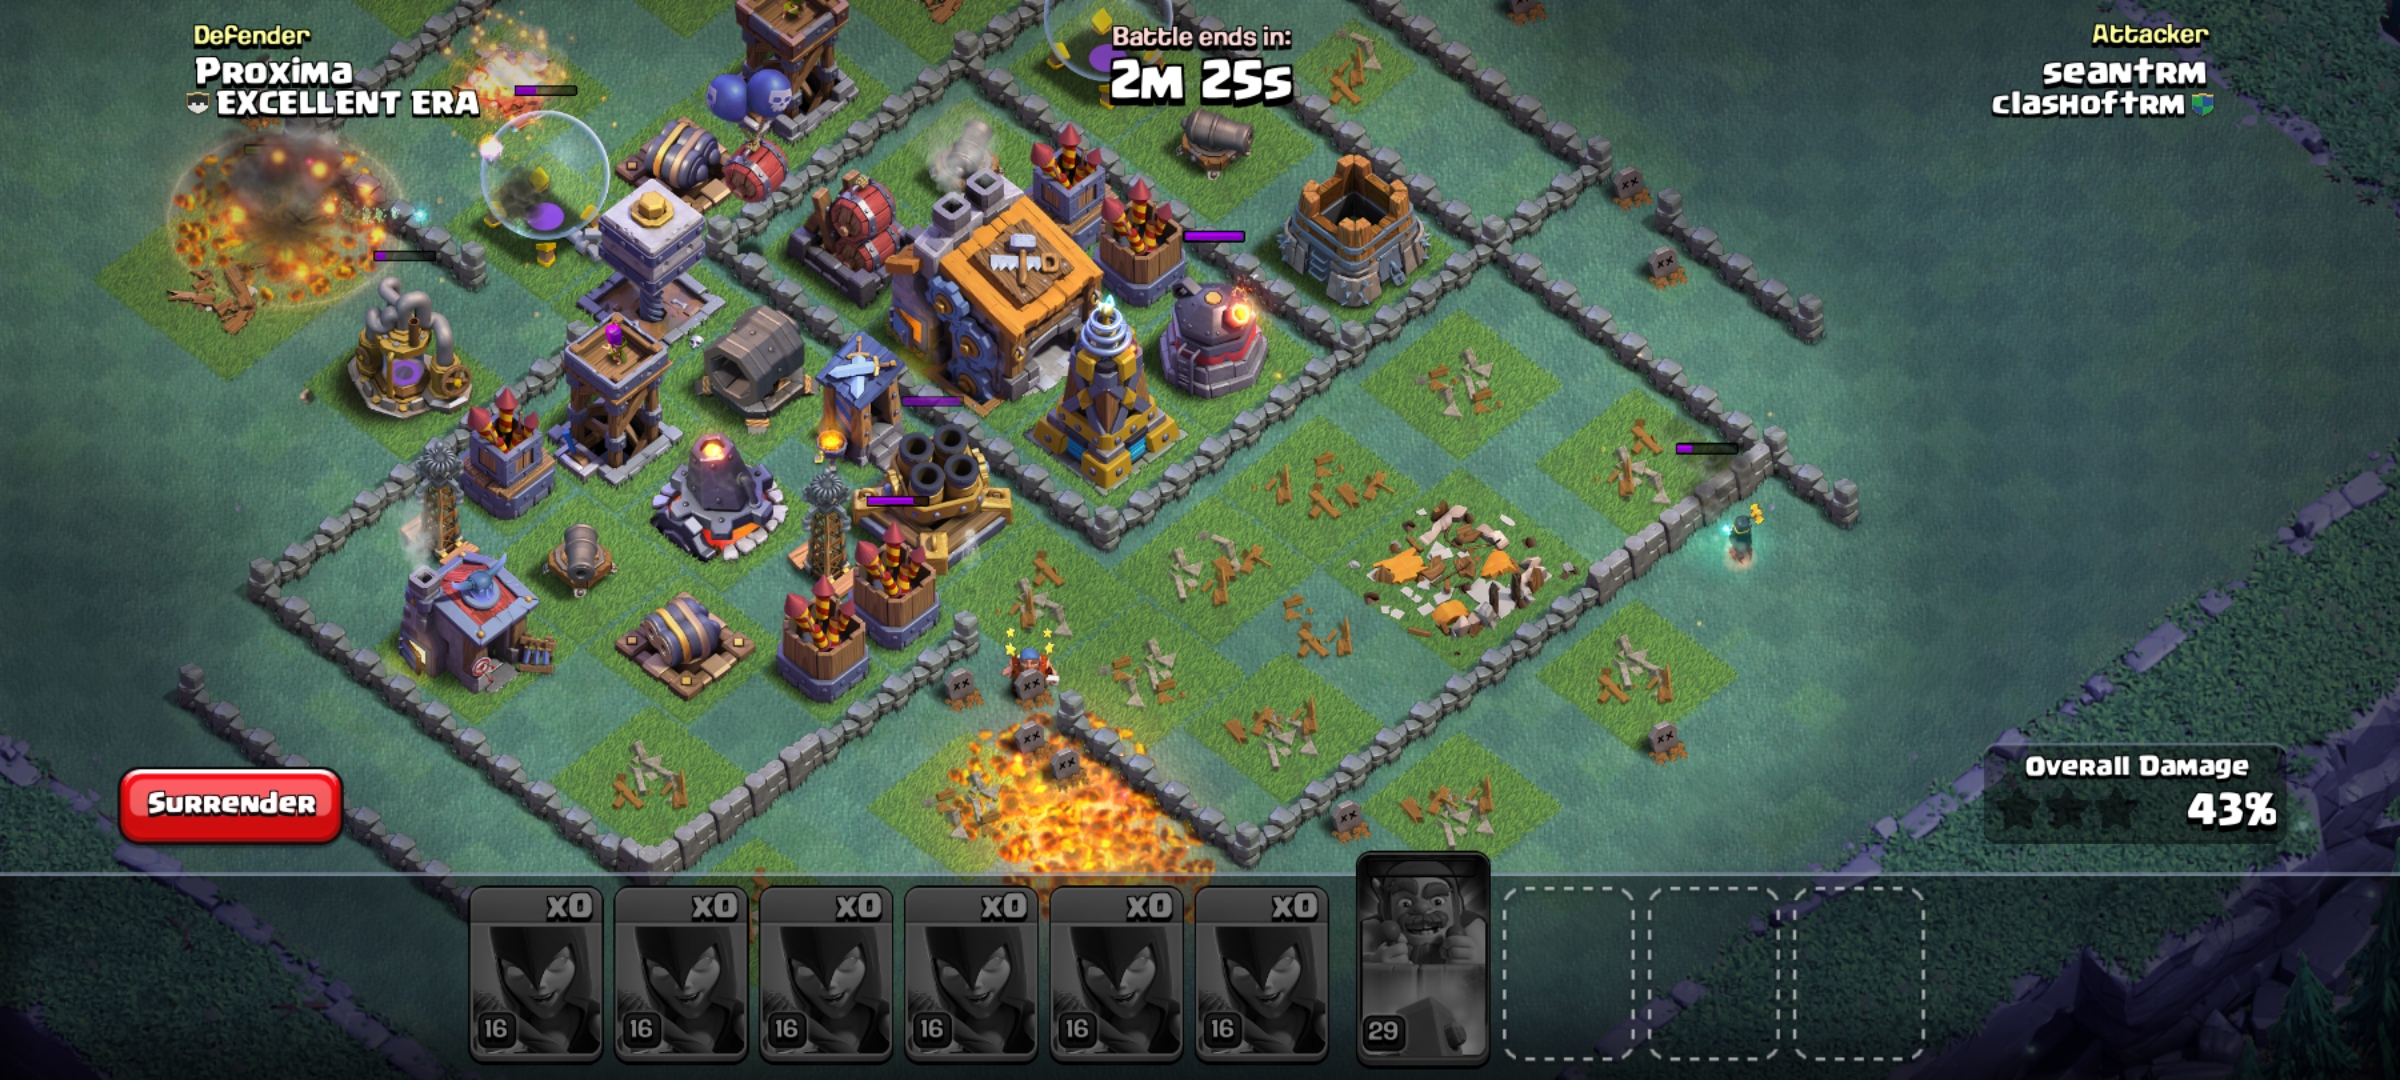 Defender
Proxima
EXCELLENT ERA
Battle ends in:
2M 25s
Attacker
seantRM
clashoftRM
Surrender
Overall Damage
43%
x0
x0
x0
x0
x0
x0
16
16
16
16
16
16
29